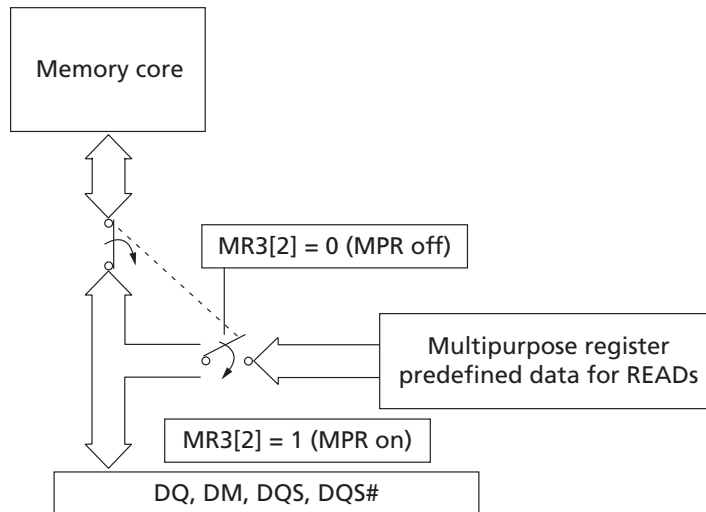 Memory core
MR3[2] = 0 (MPR off)
Multipurpose register
predefined data for READs
MR3[2] = 1 (MPR on)
DQ, DM, DQS, DQS#